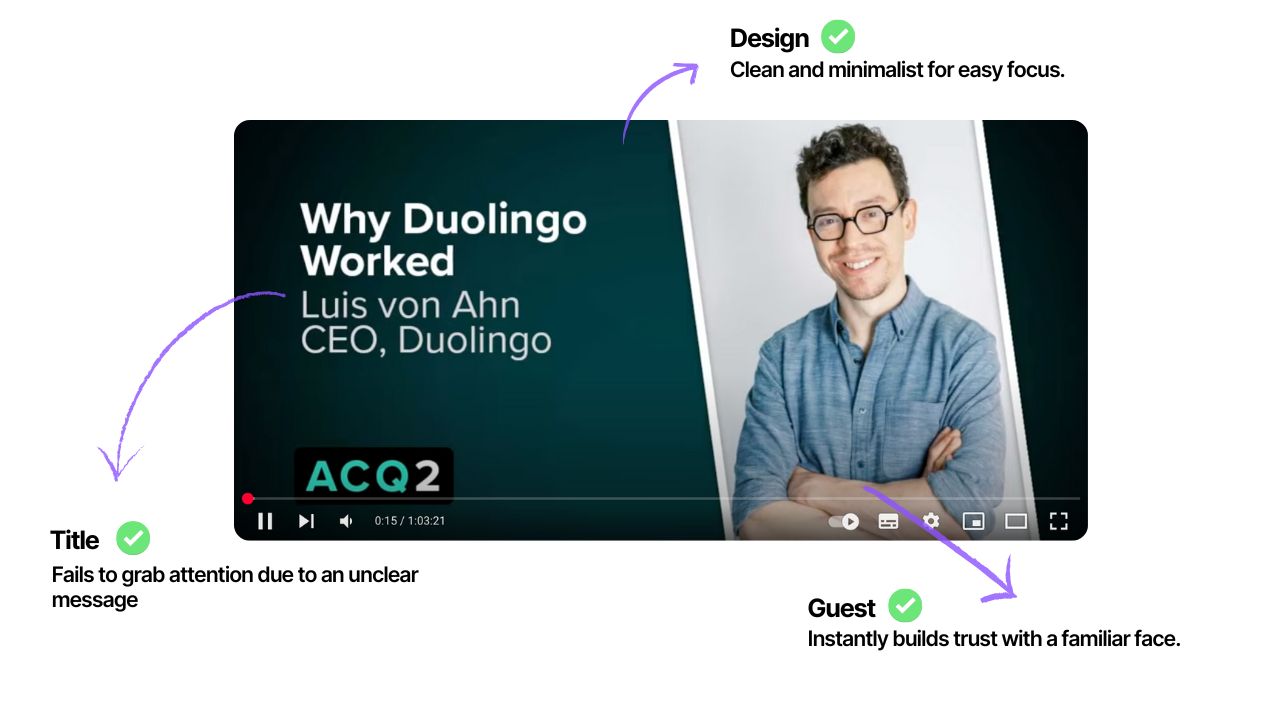 Design
Clean and minimalist for easy focus.
Why Duolingo
Worked
Luis von Ahn
CEO, Duolingo
ACQ2
0:15 / 1:03:21
Title
Fails to grab attention due to an unclear
message
Guest
Instantly builds trust with a familiar face.